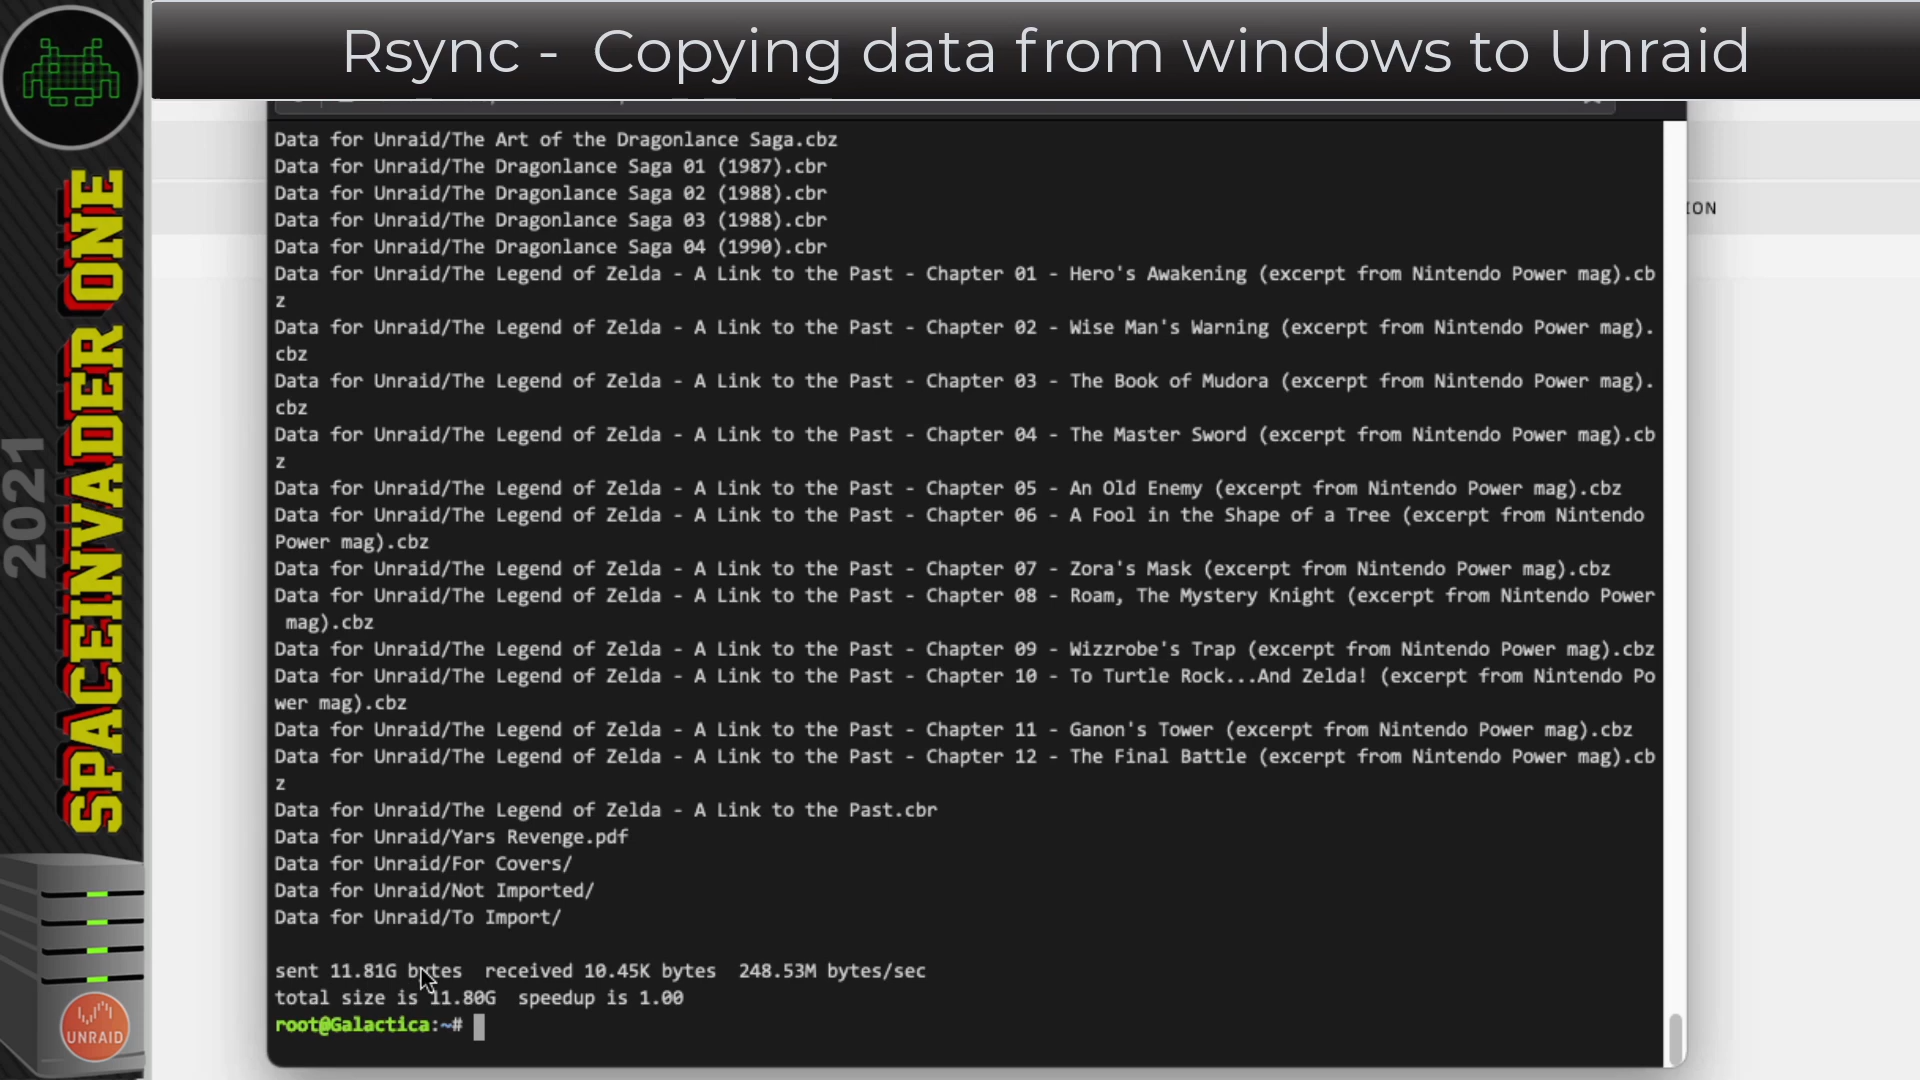 Rsync -  Copying data from windows to Unraid
Data for Unraid/The Art of the Dragonlance Saga.cbz
Data for Unraid/The Dragonlance Saga 01 (1987).cbr
Data for Unraid/The Dragonlance Saga 02 (1988).cbr
Data for Unraid/The Dragonlance Saga 03 (1988).cbr
Data for Unraid/The Dragonlance Saga 04 (1990).cbr
Data for Unraid/The Legend of Zelda - A Link to the Past - Chapter 01 - Hero's Awakening (excerpt from Nintendo Power mag).cb
z
Data for Unraid/The Legend of Zelda - A Link to the Past - Chapter 02 - Wise Man's Warning (excerpt from Nintendo Power mag).
cbz
Data for Unraid/The Legend of Zelda - A Link to the Past - Chapter 03 - The Book of Mudora (excerpt from Nintendo Power mag).
cbz
Data for Unraid/The Legend of Zelda - A Link to the Past - Chapter 04 - The Master Sword (excerpt from Nintendo Power mag).cb
z
Data for Unraid/The Legend of Zelda - A Link to the Past - Chapter 05 - An Old Enemy (excerpt from Nintendo Power mag).cbz
Data for Unraid/The Legend of Zelda - A Link to the Past - Chapter 06 - A Fool in the Shape of a Tree (excerpt from Nintendo
Power mag).cbz
Data for Unraid/The Legend of Zelda - A Link to the Past - Chapter 07 - Zora's Mask (excerpt from Nintendo Power mag).cbz
Data for Unraid/The Legend of Zelda - A Link to the Past - Chapter 08 - Roam, The Mystery Knight (excerpt from Nintendo Power
 mag).cbz
Data for Unraid/The Legend of Zelda - A Link to the Past - Chapter 09 - Wizzrobe's Trap (excerpt from Nintendo Power mag).cbz
Data for Unraid/The Legend of Zelda - A Link to the Past - Chapter 10 - To Turtle Rock...And Zelda! (excerpt from Nintendo Po
wer mag).cbz
Data for Unraid/The Legend of Zelda - A Link to the Past - Chapter 11 - Ganon's Tower (excerpt from Nintendo Power mag).cbz
Data for Unraid/The Legend of Zelda - A Link to the Past - Chapter 12 - The Final Battle (excerpt from Nintendo Power mag).cb
z
Data for Unraid/The Legend of Zelda - A Link to the Past.cbr
Data for Unraid/Yars Revenge.pdf
Data for Unraid/For Covers/
Data for Unraid/Not Imported/
Data for Unraid/To Import/
sent 11.81G bytes  received 10.45K bytes  248.53M bytes/sec
total size is 11.80G  speedup is 1.00
root@Galactica:~#
ION
2021
SPACEINVADER ONE
UNRAID